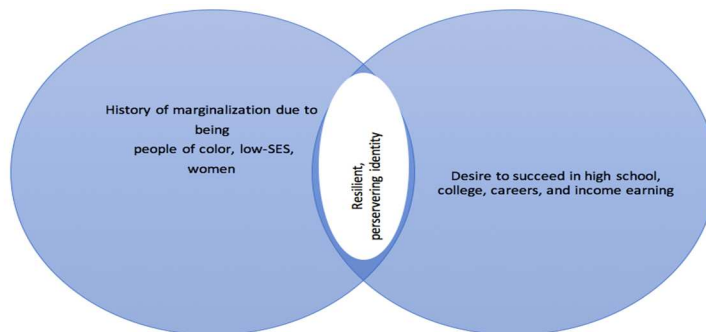 History of marginalization due to
being
people of color, low-SES,
women
Resilient,
perservering identity
Desire to succeed in high school,
college, careers, and income earning